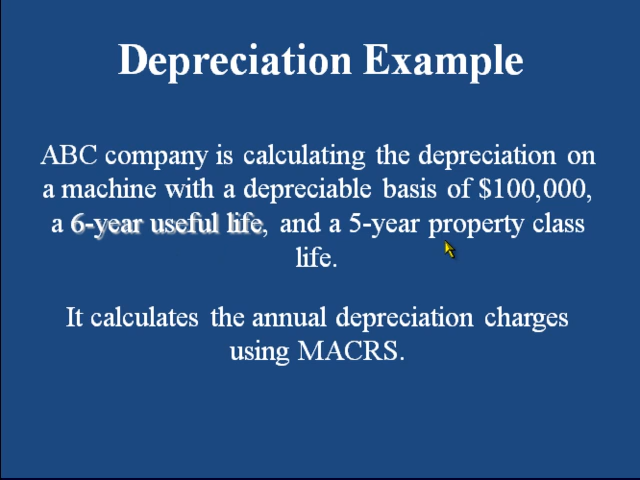 Depreciation Example
ABC company is calculating the depreciation on
a machine with a depreciable basis of $100,000,
a 6-year useful life, and a 5-year property class
life.
It calculates the annual depreciation charges
using MACRS.